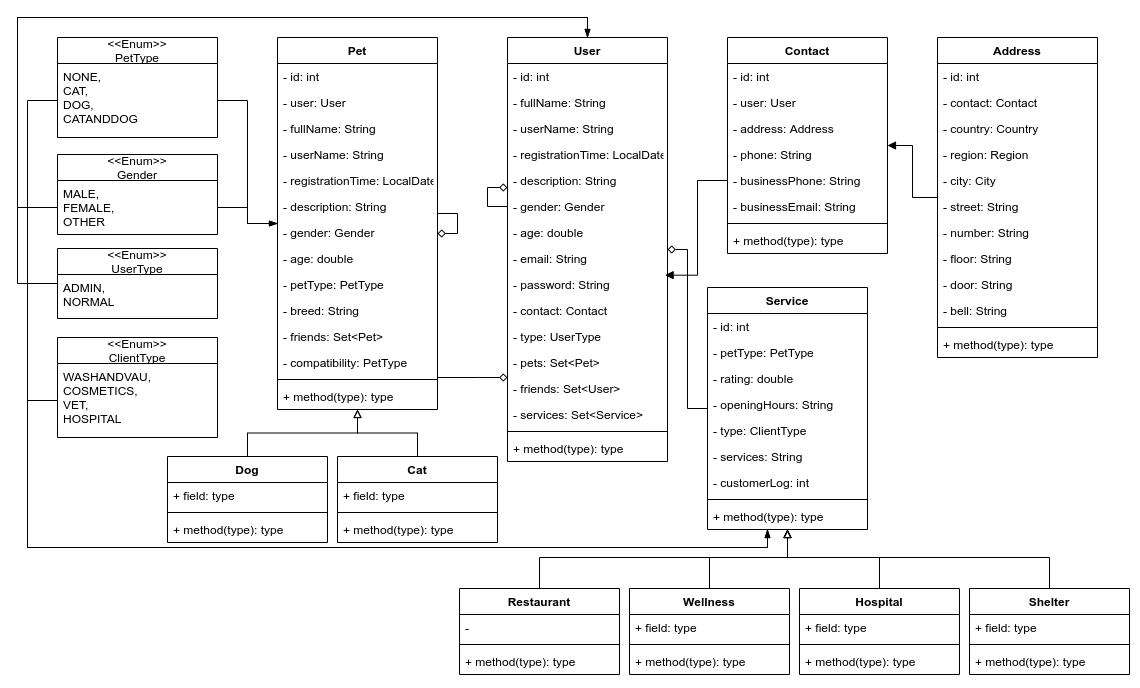 <<Enum>>
PetType
NONE,
CAT,
DOG,
CATANDDOG
<<Enum>>
Gender
MALE,
FEMALE,
OTHER
<<Enum>>
UserType
ADMIN,
NORMAL
<<Enum>>
ClientType
WASHANDVAU,
COSMETICS,
VET,
HOSPITAL
Pet
- id: int
- user: User
- fullName: String
- userName: String
- registrationTime: LocalDate
- description: String
- gender: Gender
- age: double
- petType: PetType
- breed: String
- friends: Set<Pet>
- compatibility: PetType
+ method(type): type
User
- id: int
- fullName: String
- userName: String
- registrationTime: LocalDate
- description: String
- gender: Gender
- age: double
- email: String
- password: String
- contact: Contact
- type: UserType
- pets: Set<Pet>
- friends: Set<User>
- services: Set<Service>
+ method(type): type
Contact
- id: int
- user: User
- address: Address
- phone: String
- businessPhone: String
- businessEmail: String
+ method(type): type
Address
- id: int
- contact: Contact
- country: Country
- region: Region
- city: City
- street: String
- number: String
- floor: String
- door: String
- bell: String
+ method(type): type
Service
- id: int
- petType: PetType
- rating: double
- openingHours: String
- type: ClientType
- services: String
- customerLog: int
+ method(type): type
Dog
+ field: type
+ method(type): type
Cat
+ field: type
+ method(type): type
Restaurant
-
+ method(type): type
Wellness
+ field: type
+ method(type): type
Hospital
+ field: type
+ method(type): type
Shelter
+ field: type
+ method(type): type